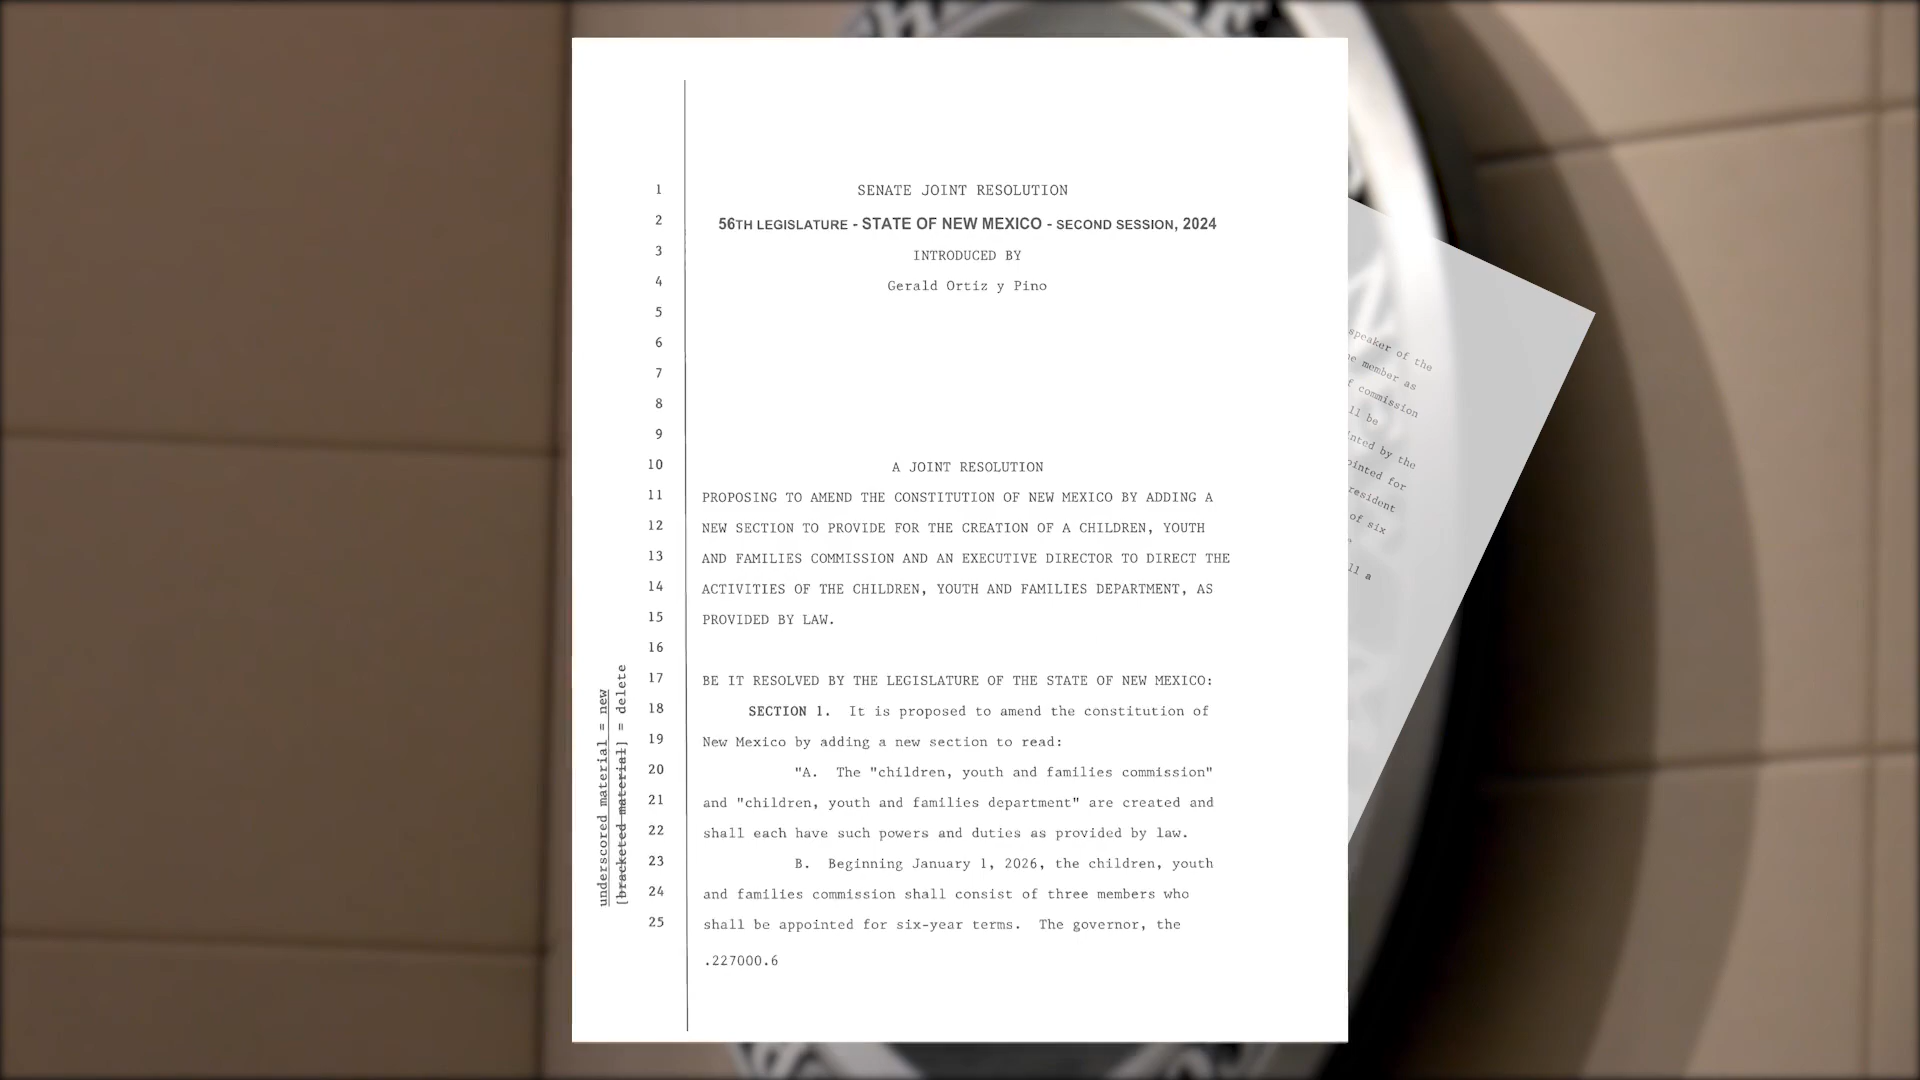 1 SENATE JOINT RESOLUTION
2 56TH LEGISLATURE - STATE OF NEW MEXICO - SECOND SESSION, 2024
3 INTRODUCED BY
4 Gerald Ortiz y Pino
5
6
7
8
9
10 A JOINT RESOLUTION
11 PROPOSING TO AMEND THE CONSTITUTION OF NEW MEXICO BY ADDING A
12 NEW SECTION TO PROVIDE FOR THE CREATION OF A CHILDREN, YOUTH
13 AND FAMILIES COMMISSION AND AN EXECUTIVE DIRECTOR TO DIRECT THE
14 ACTIVITIES OF THE CHILDREN, YOUTH AND FAMILIES DEPARTMENT, AS
15 PROVIDED BY LAW.
16
17 BE IT RESOLVED BY THE LEGISLATURE OF THE STATE OF NEW MEXICO:
18 SECTION 1. It is proposed to amend the constitution of
19 New Mexico by adding a new section to read:
20 "A. The "children, youth and families commission"
21 and "children, youth and families department" are created and
22 shall each have such powers and duties as provided by law.
23 B. Beginning January 1, 2026, the children, youth
24 and families commission shall consist of three members who
25 shall be appointed for six-year terms. The governor, the
.227000.6
underscored material = new
[bracketed material] = delete
speaker of the
member as
commission
be
by the
for
of six
a